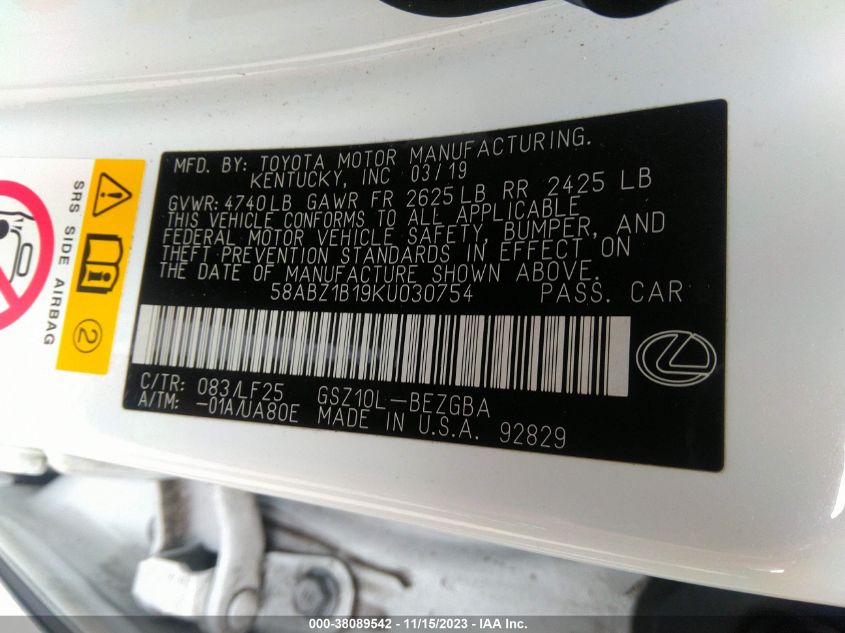 MFD. BY: TOYOTA MOTOR MANUFACTURING.
KENTUCKY, INC 03/19
GVWR: 4740LB GAWR FR 2625LB RR 2425 LB
THIS VEHICLE CONFORMS TO ALL APPLICABLE
FEDERAL MOTOR VEHICLE SAFETY, BUMPER, AND
THEFT PREVENTION STANDARDS IN EFFECT ON
THE DATE OF MANUFACTURE SHOWN ABOVE.
58ABZ1B19KU030754 PASS. CAR
C/TR: 083/LF25 GSZ10L-BEZGBA
A/TM: -01A/UA80E MADE IN U.S.A. 92829
SRS SIDE AIRBAG
2
000-38089542 - 11/15/2023 - IAA Inc.